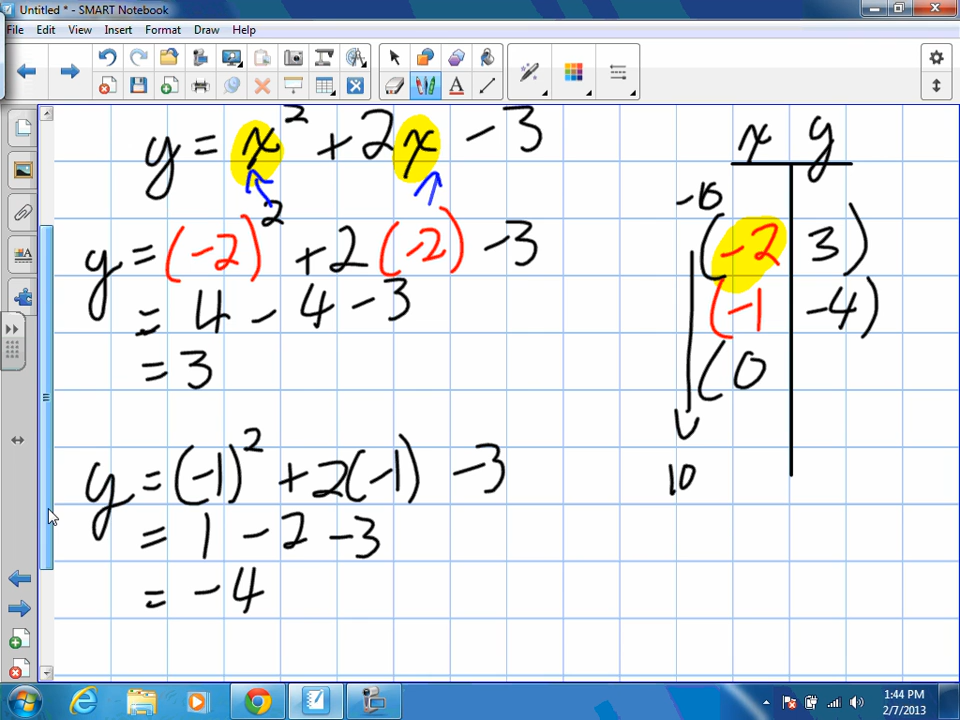 Untitled * - SMART Notebook
File Edit View Insert Format Draw Help
y = x² + 2x - 3
y = (-2)² + 2(-2) - 3
= 4 - 4 - 3
= 3
y = (-1)² + 2(-1) - 3
= 1 - 2 - 3
= -4
x y
-10
(-2 3)
(-1 -4)
(0
10
1:44 PM
2/7/2013